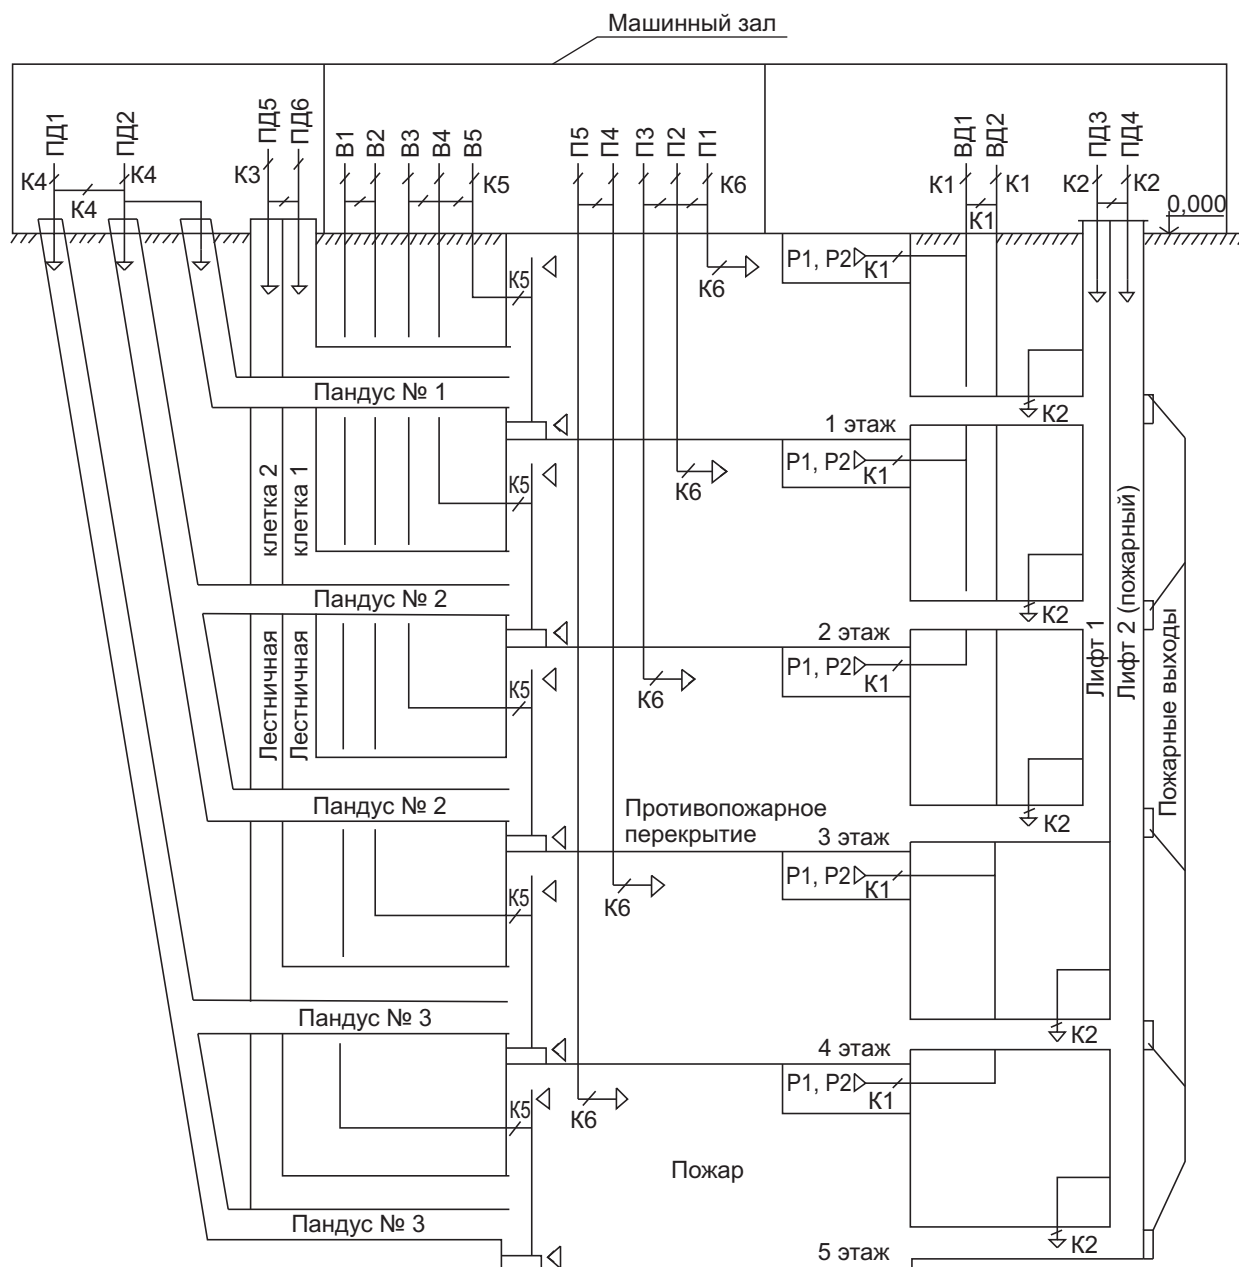 Машинный зал
ПД1
ПД2
ПД5
ПД6
В1
В2
В3
В4
В5
П5
П4
П3
П2
П1
ВД1
ВД2
ПД3
ПД4
К4
К4
К3
К5
К6
К1
К1
К2
К2
К4
К1
0,000
Р1, Р2
К1
К5
К6
Пандус № 1
К2
1 этаж
Р1, Р2
К1
К5
К6
клетка 2
клетка 1
Пандус № 2
К2
2 этаж
Р1, Р2
К1
К5
К6
Лестничная
Лестничная
Лифт 1
Лифт 2 (пожарный)
Пожарные выходы
Пандус № 2
Противопожарное
перекрытие
К2
3 этаж
Р1, Р2
К1
К5
К6
Пандус № 3
К2
4 этаж
Р1, Р2
К1
К5
К6
Пожар
Пандус № 3
К2
5 этаж